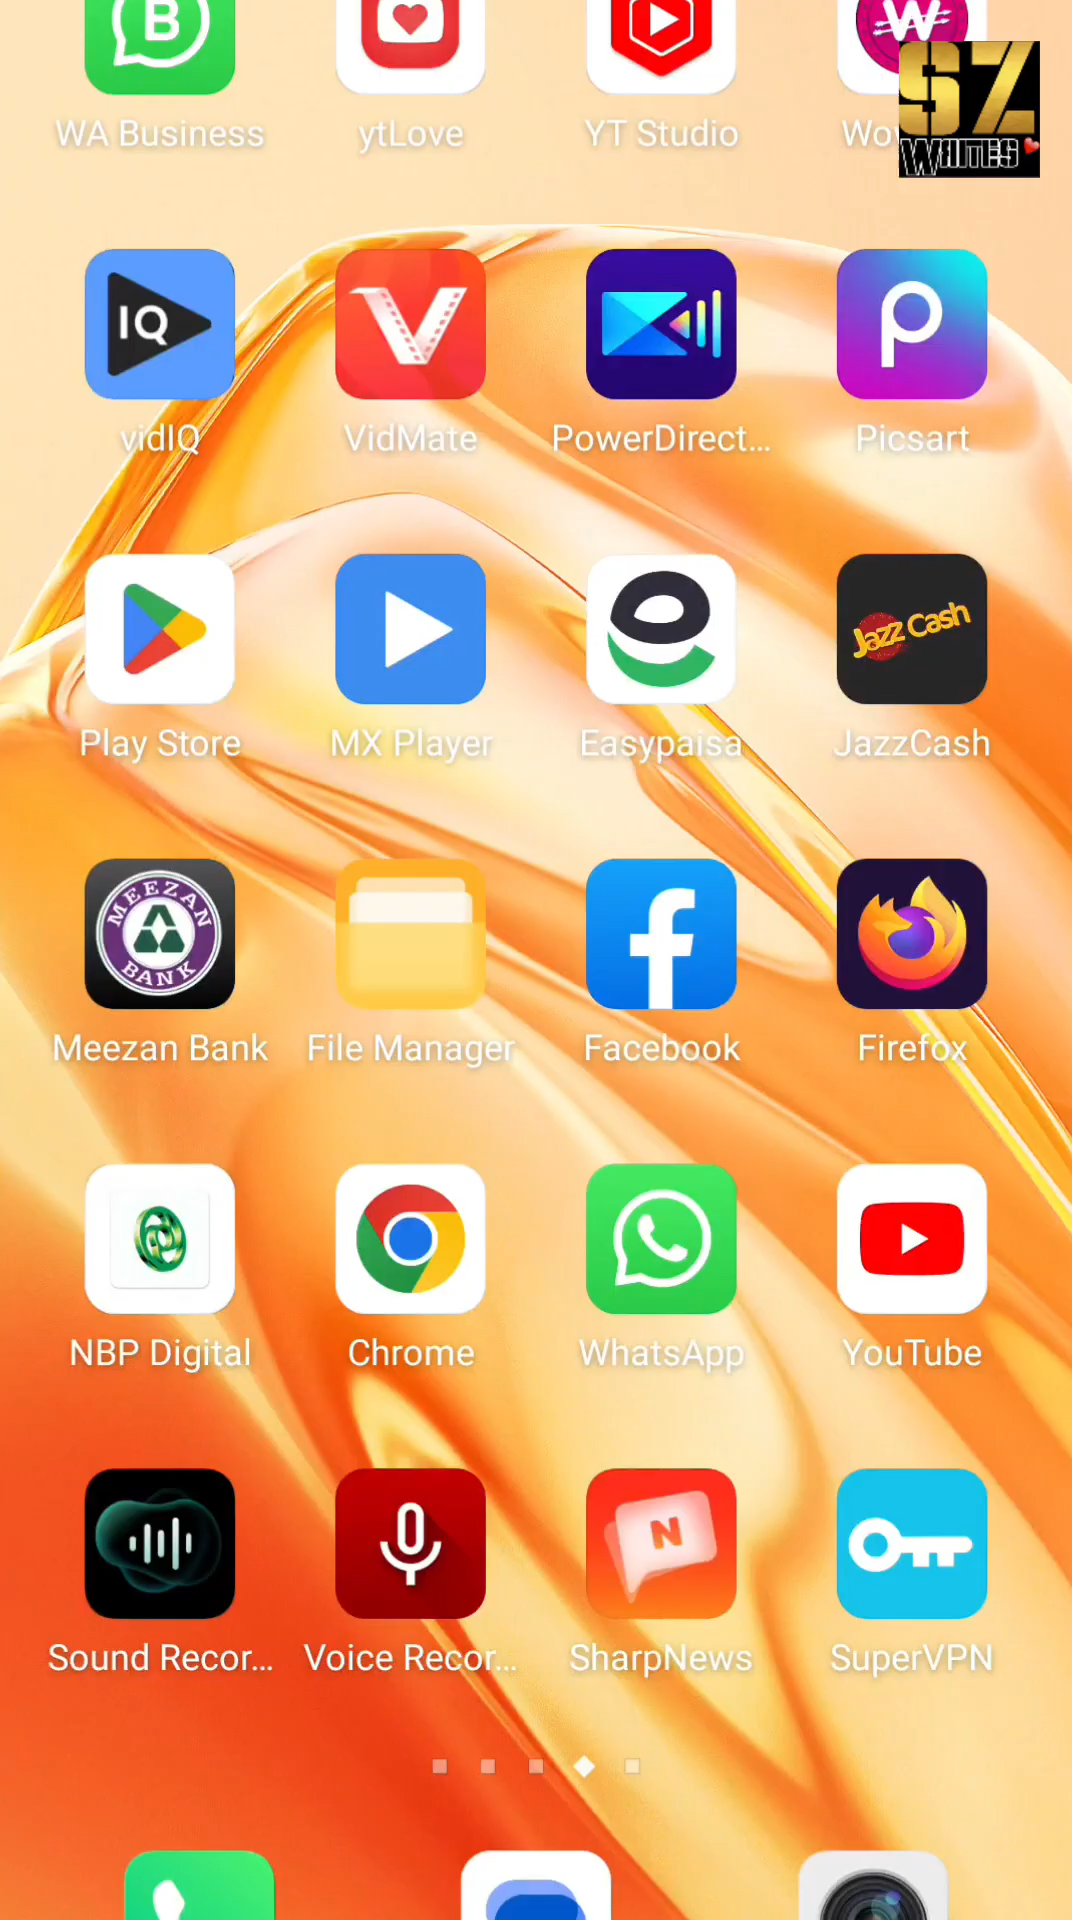 B
W
SZ
WRITES
WA Business
ytLove
YT Studio
Wo
IQ
vidIQ
VidMate
PowerDirect...
Picsart
Jazz Cash
Play Store
MX Player
Easypaisa
JazzCash
MEEZAN
BANK
Meezan Bank
File Manager
Facebook
Firefox
NBP Digital
Chrome
WhatsApp
YouTube
N
Sound Recor...
Voice Recor...
SharpNews
SuperVPN